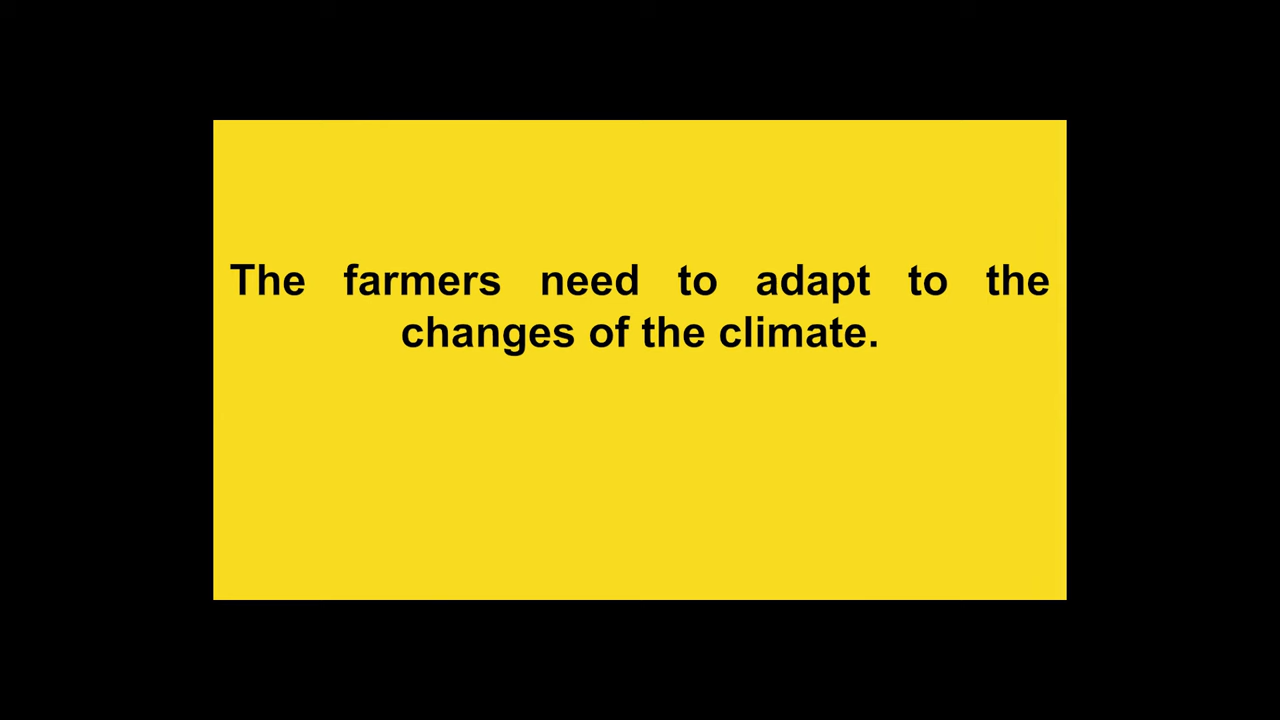 The farmers need to adapt to the
changes of the climate.